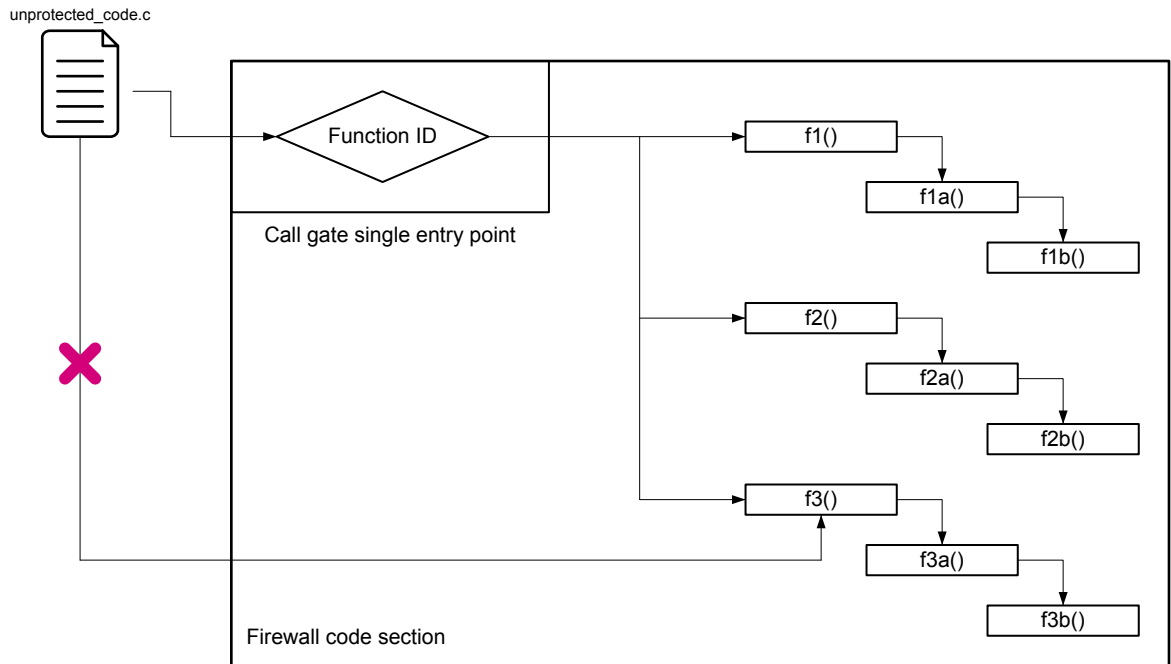 unprotected_code.c
Function ID
f1()
f1a()
Call gate single entry point
f1b()
f2()
f2a()
f2b()
f3()
f3a()
f3b()
Firewall code section